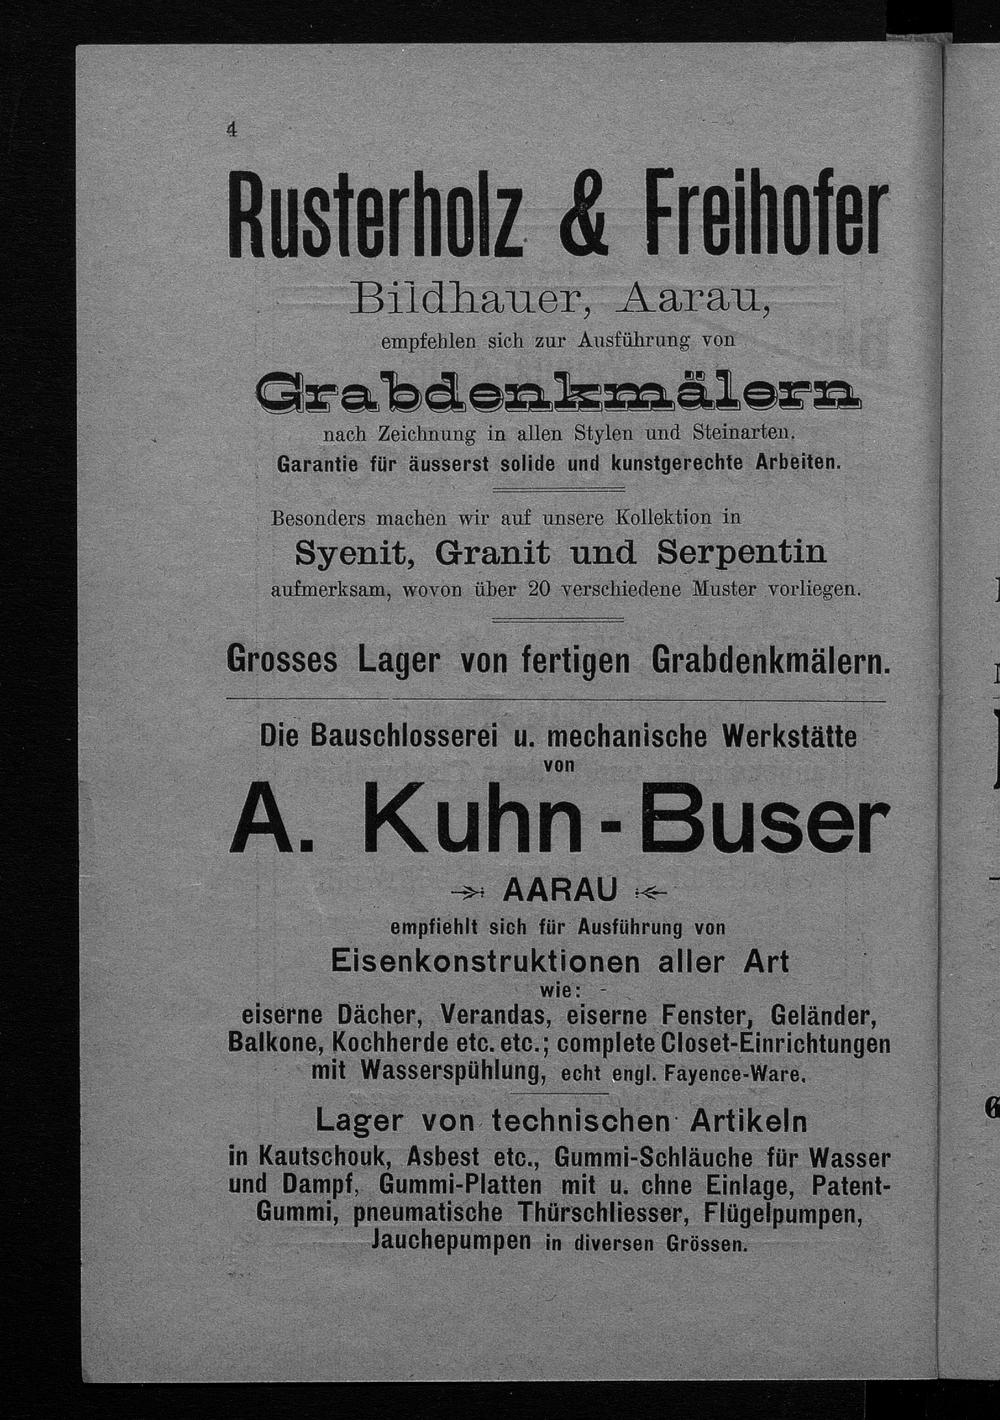 4
Rusterholz & Freihofer
Bildhauer, Aarau,
empfehlen sich zur Ausführung von
Grabdenkmälern
nach Zeichnung in allen Stylen und Steinarten.
Garantie für äusserst solide und kunstgerechte Arbeiten.
Besonders machen wir auf unsere Kollektion in
Syenit, Granit und Serpentin
aufmerksam, wovon über 20 verschiedene Muster vorliegen.
Grosses Lager von fertigen Grabdenkmälern.
Die Bauschlosserei u. mechanische Werkstätte
von
A. Kuhn-Buser
AARAU
empfiehlt sich für Ausführung von
Eisenkonstruktionen aller Art
wie:
eiserne Dächer, Verandas, eiserne Fenster, Geländer,
Balkone, Kochherde etc. etc.; complete Closet-Einrichtungen
mit Wasserspühlung, echt engl. Fayence-Ware.
Lager von technischen Artikeln
in Kautschouk, Asbest etc., Gummi-Schläuche für Wasser
und Dampf, Gummi-Platten mit u. chne Einlage, Patent-
Gummi, pneumatische Thürschliesser, Flügelpumpen,
Jauchepumpen in diversen Grössen.